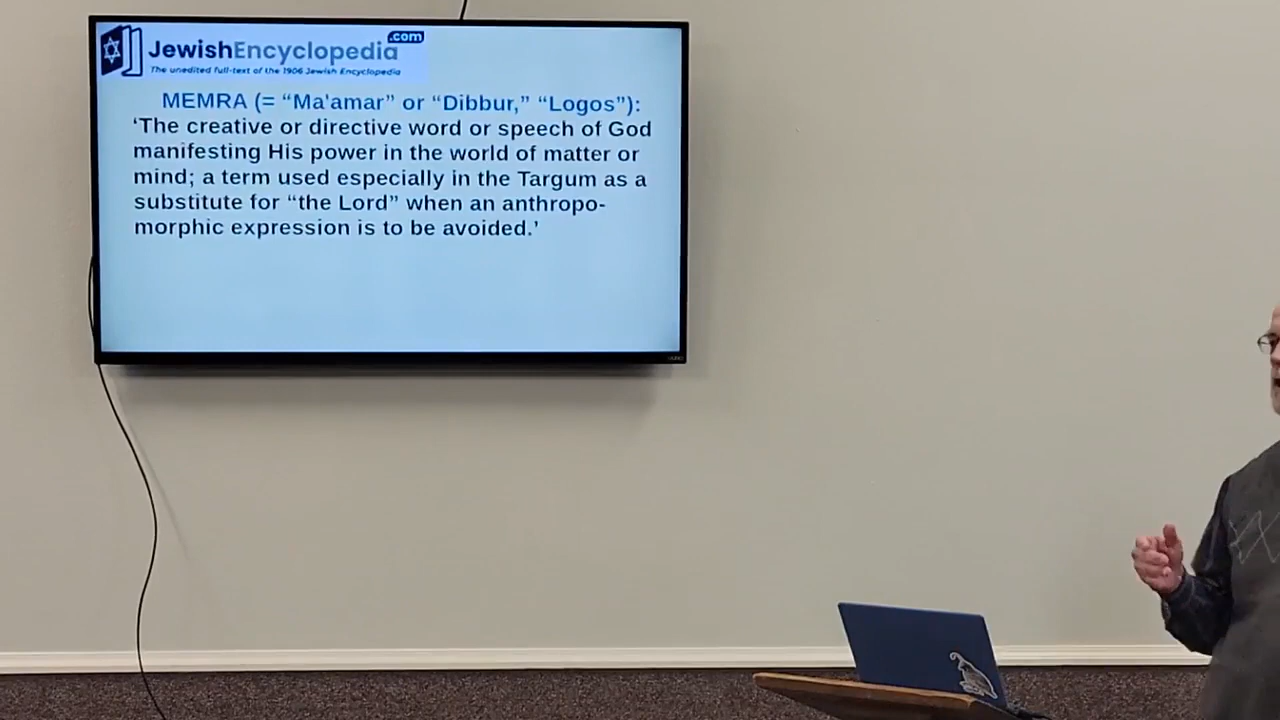 JewishEncyclopedia
.com
The unedited full-text of the 1906 Jewish Encyclopedia
MEMRA (= “Ma'amar” or “Dibbur,” “Logos”):
‘The creative or directive word or speech of God
manifesting His power in the world of matter or
mind; a term used especially in the Targum as a
substitute for “the Lord” when an anthropo-
morphic expression is to be avoided.’
VIZIO